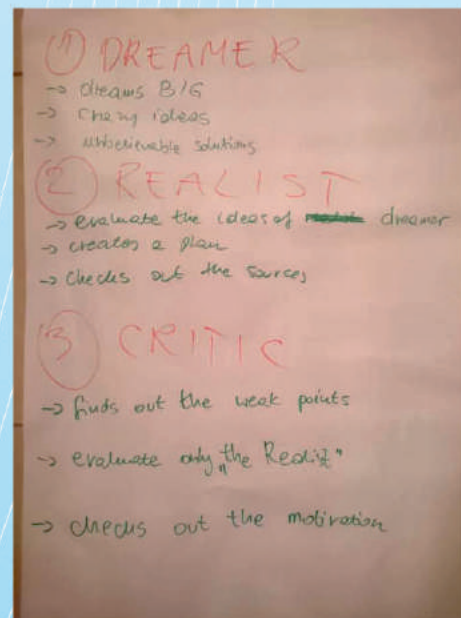 ① DREAMER
→ dreams BIG
→ crazy ideas
→ unbelievable solutions
② REALIST
→ evaluate the ideas of dreamer
→ creates a plan
→ checks out the sources
③ CRITIC
→ finds out the weak points
→ evaluate only „the Realist"
→ checks out the motivation